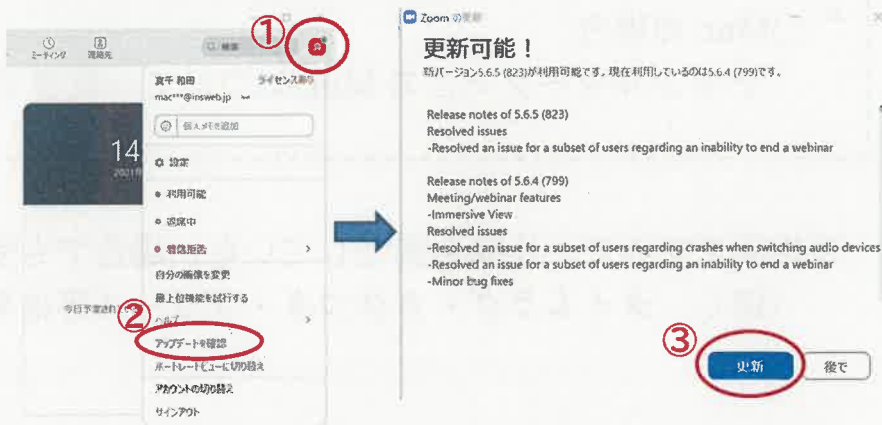 ①
ミーティング
連絡先
検索
真千 和田
ライセンスあり
mac***@insweb.jp
個人メモを追加
14
2021年
設定
利用可能
退席中
着信拒否
自分の画像を変更
最上位機能を試行する
今日予定されている
②
ヘルプ
アップデートを確認
ポートレートビューに切り替え
アカウントの切り替え
サインアウト
Zoom の更新
更新可能！
新バージョン5.6.5 (823)が利用可能です。現在利用しているのは5.6.4 (799)です。
Release notes of 5.6.5 (823)
Resolved issues
-Resolved an issue for a subset of users regarding an inability to end a webinar
Release notes of 5.6.4 (799)
Meeting/webinar features
-Immersive View
Resolved issues
-Resolved an issue for a subset of users regarding crashes when switching audio devices
-Resolved an issue for a subset of users regarding an inability to end a webinar
-Minor bug fixes
③
更新
後で